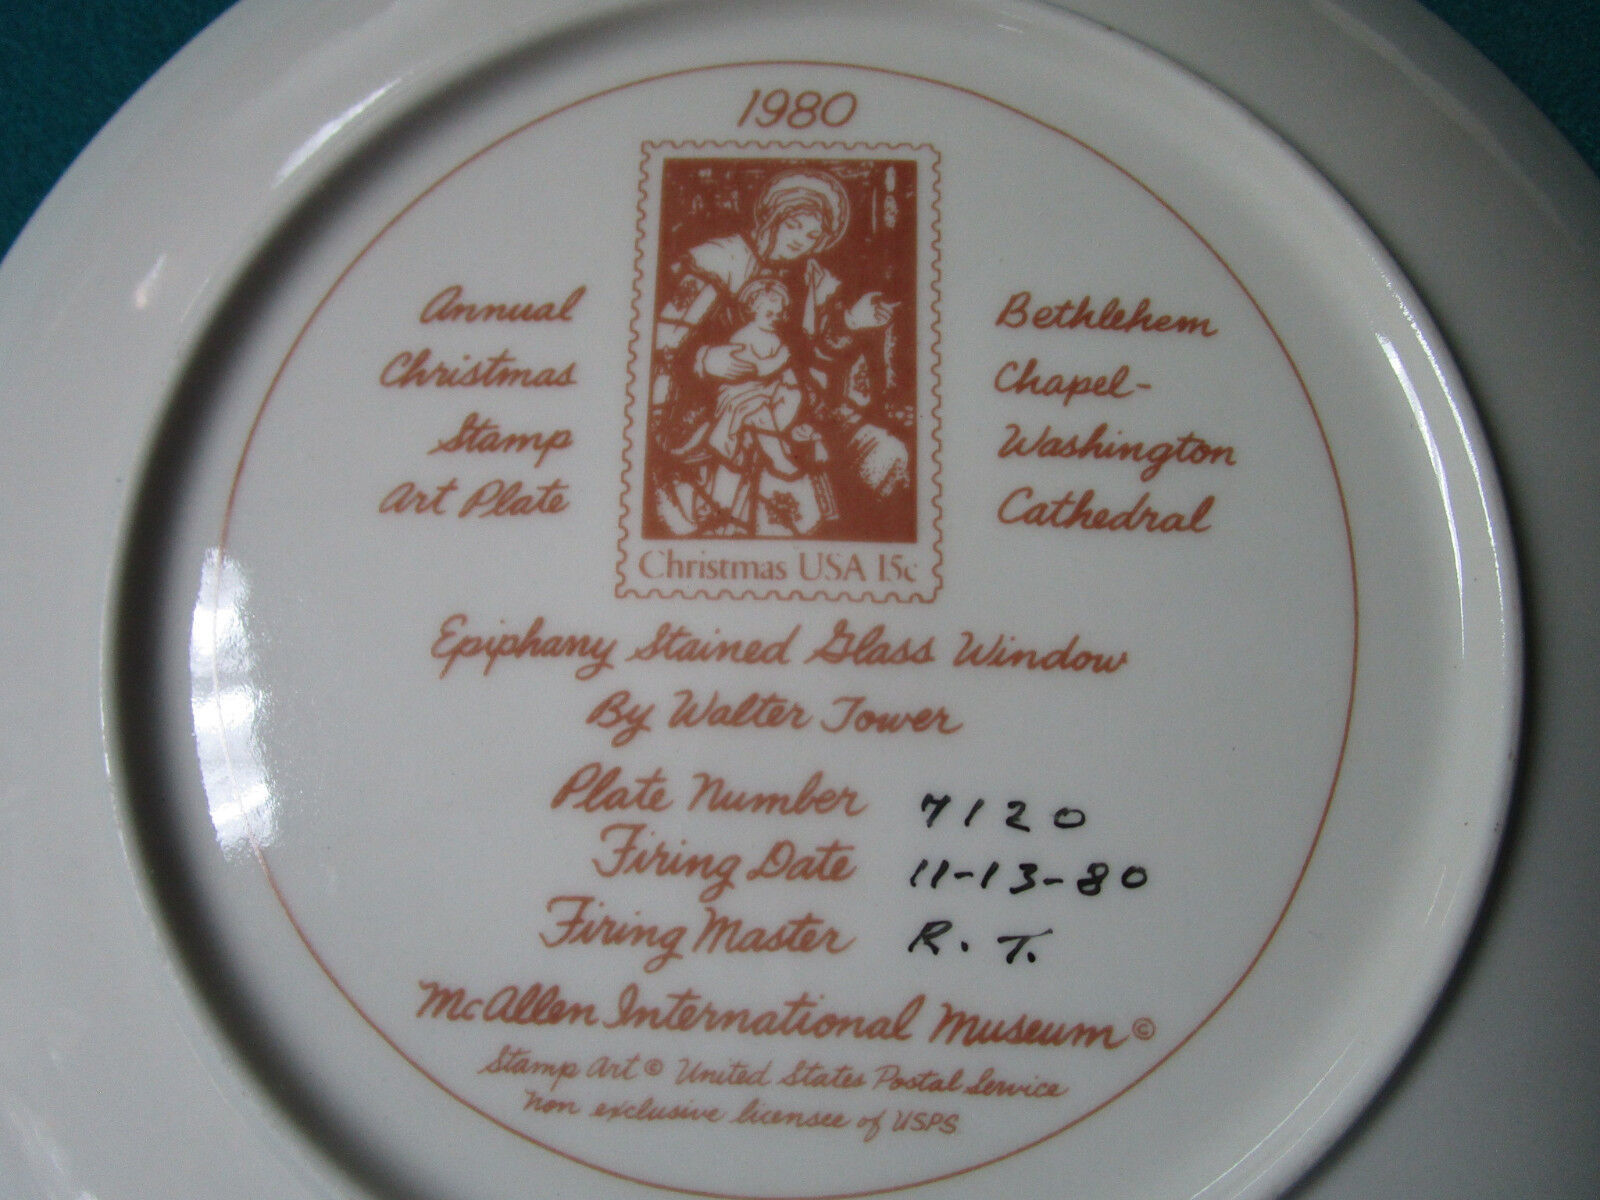 1980
Annual
Christmas
Stamp
Art Plate
Bethlehem
Chapel-
Washington
Cathedral
Christmas USA 15c
Epiphany Stained Glass Window
By Walter Tower
Plate Number 7120
Firing Date 11-13-80
Firing Master R. T.
McAllen International Museum ©
Stamp Art © United States Postal Service
Non exclusive licensee of USPS